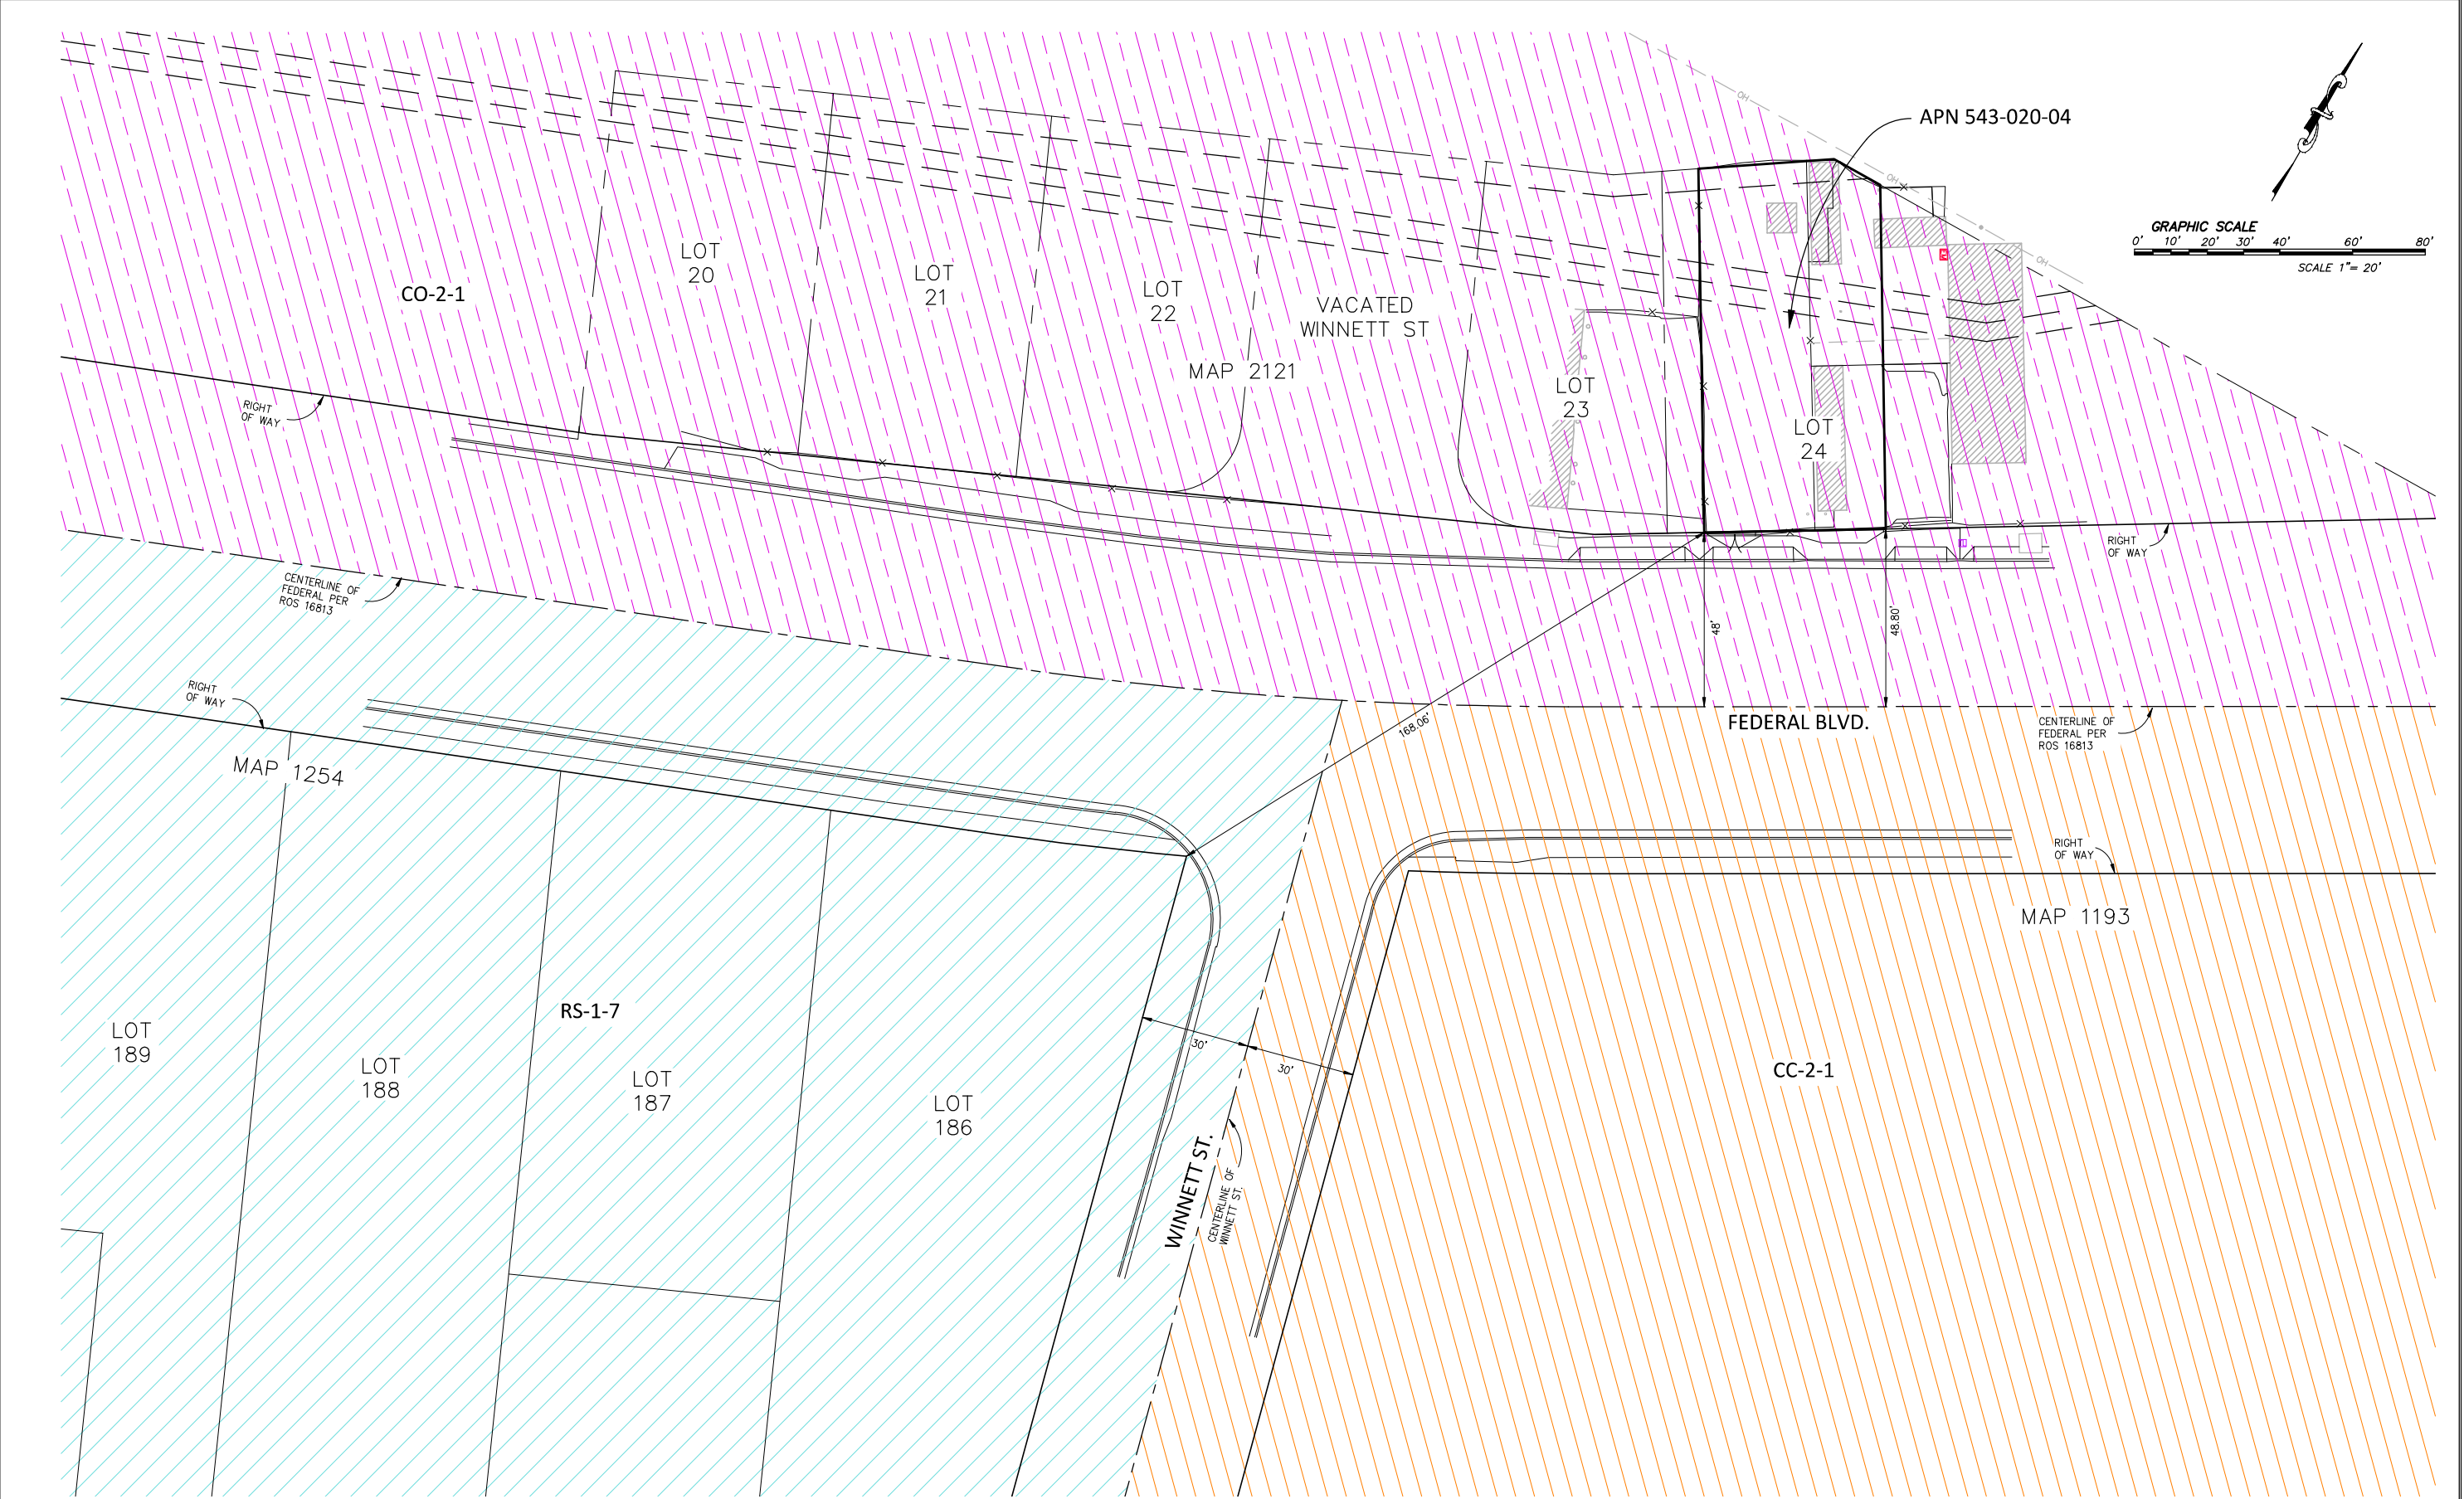 OH
APN 543-020-04
OH
GRAPHIC SCALE
0' 10' 20' 30' 40' 60' 80'
SCALE 1"= 20'
OH
LOT
20
LOT
21
LOT
22
CO-2-1
VACATED
WINNETT ST
MAP 2121
LOT
23
LOT
24
RIGHT
OF WAY
RIGHT
OF WAY
CENTERLINE OF
FEDERAL PER
ROS 16813
48'
48.80'
168.06'
FEDERAL BLVD.
CENTERLINE OF
FEDERAL PER
ROS 16813
RIGHT
OF WAY
MAP 1254
RIGHT
OF WAY
MAP 1193
RS-1-7
LOT
189
LOT
188
LOT
187
LOT
186
30'
30'
CC-2-1
WINNETT ST.
CENTERLINE OF
WINNETT ST.